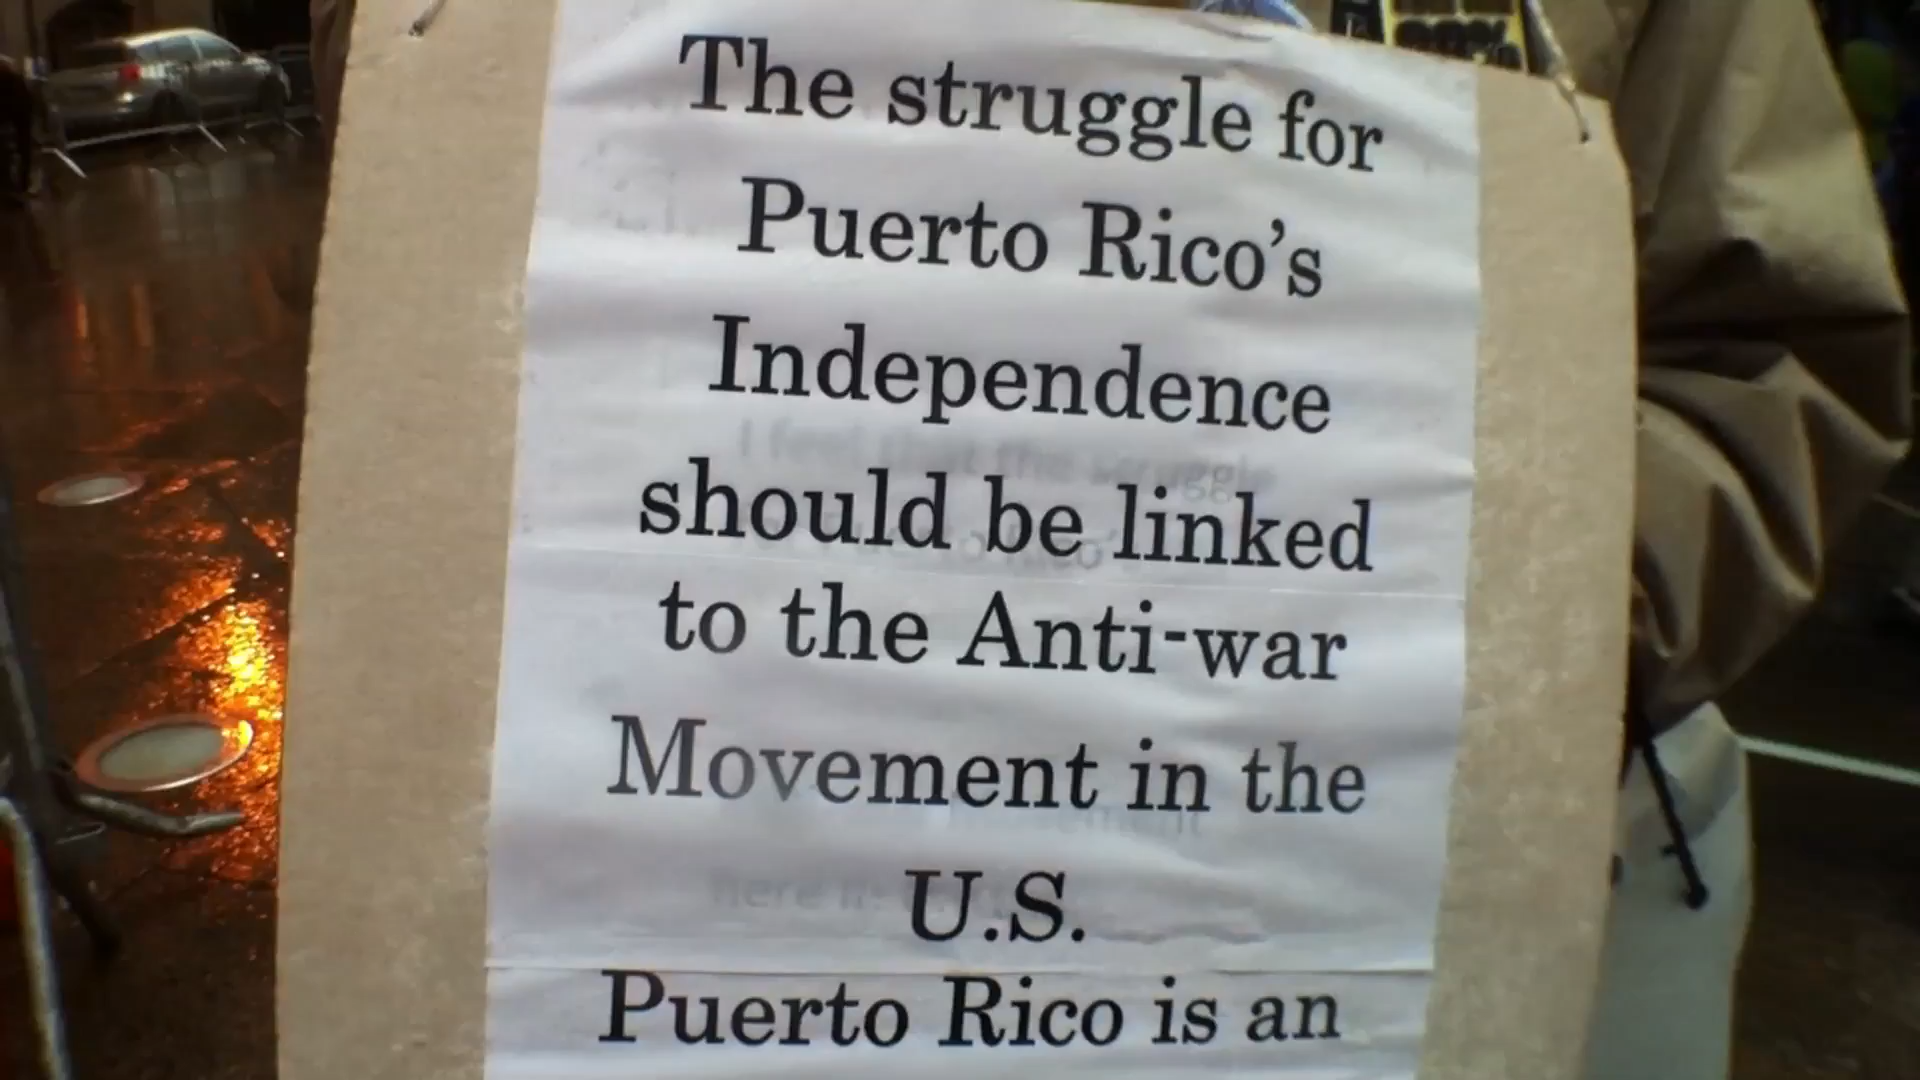 The struggle for
Puerto Rico's
Independence
should be linked
to the Anti-war
Movement in the
U.S.
Puerto Rico is an